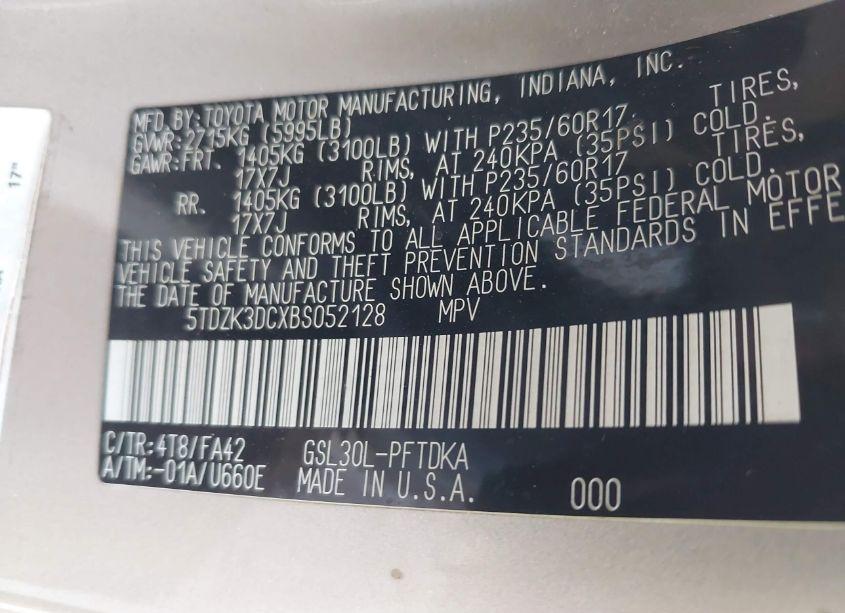 17"
MFD.BY:TOYOTA MOTOR MANUFACTURING, INDIANA, INC.
GVWR:2715KG (5995LB)
GAWR:FRT. 1405KG (3100LB) WITH P235/60R17 TIRES,
17X7J RIMS, AT 240KPA (35PSI) COLD.
RR. 1405KG (3100LB) WITH P235/60R17 TIRES,
17X7J RIMS, AT 240KPA (35PSI) COLD.
THIS VEHICLE CONFORMS TO ALL APPLICABLE FEDERAL MOTOR
VEHICLE SAFETY AND THEFT PREVENTION STANDARDS IN EFFE
THE DATE OF MANUFACTURE SHOWN ABOVE.
5TDZK3DCXBS052128 MPV
C/TR:4T8/FA42 GSL30L-PFTDKA
A/TM:-01A/U660E MADE IN U.S.A. 000